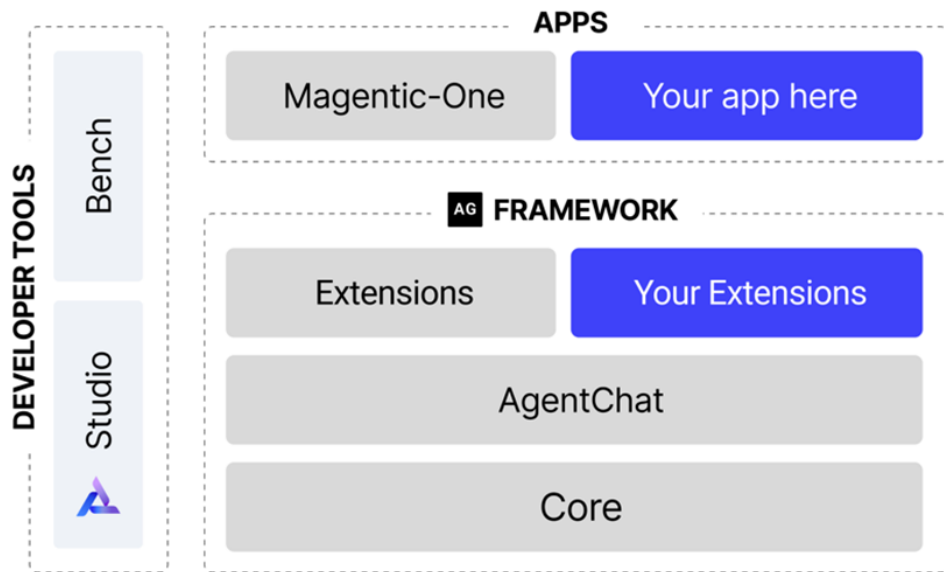 DEVELOPER TOOLS
Bench
Studio
APPS
Magentic-One
Your app here
AG FRAMEWORK
Extensions
Your Extensions
AgentChat
Core